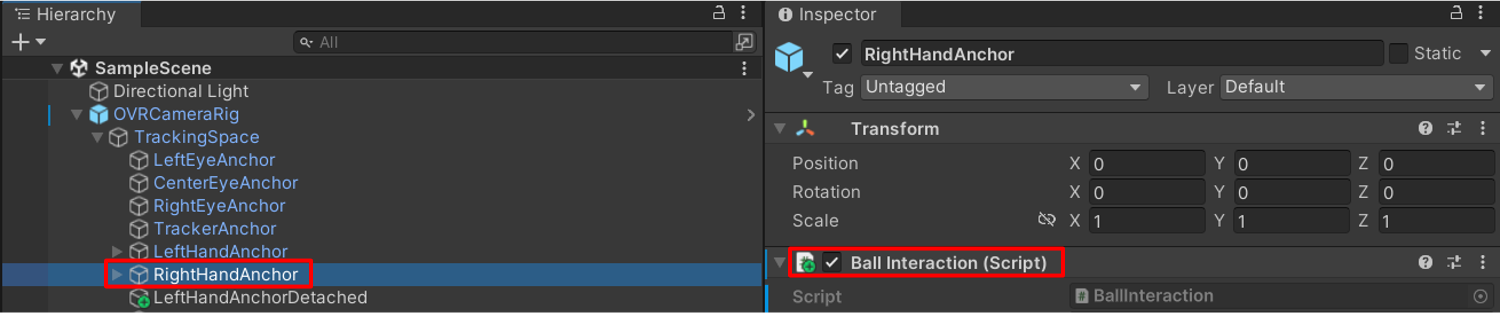 Hierarchy
All
SampleScene
Directional Light
OVRCameraRig
TrackingSpace
LeftEyeAnchor
CenterEyeAnchor
RightEyeAnchor
TrackerAnchor
LeftHandAnchor
RightHandAnchor
LeftHandAnchorDetached
Inspector
RightHandAnchor Static
Tag Untagged Layer Default
Transform
Position X 0 Y 0 Z 0
Rotation X 0 Y 0 Z 0
Scale X 1 Y 1 Z 1
# Ball Interaction (Script)
Script # BallInteraction